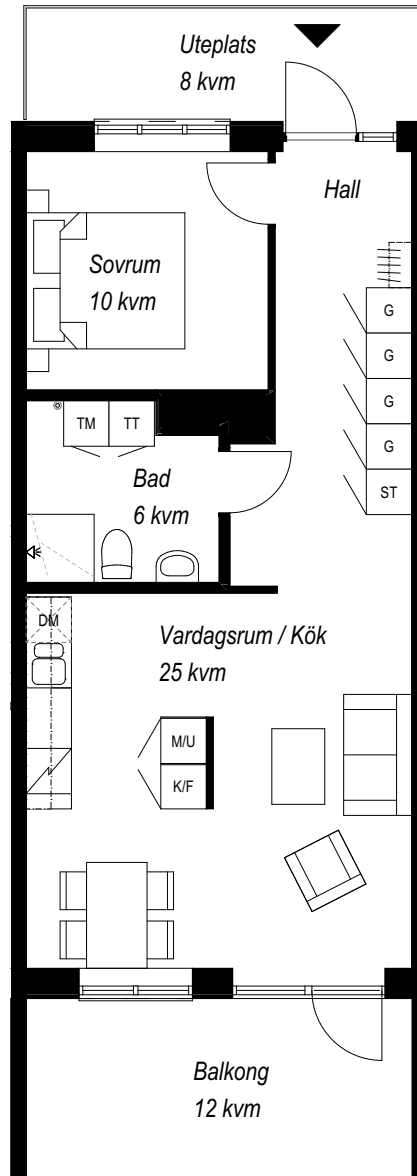 Uteplats
8 kvm
Hall
Sovrum
10 kvm
G
G
G
G
ST
TM TT
Bad
6 kvm
DM
Vardagsrum / Kök
25 kvm
M/U
K/F
Balkong
12 kvm